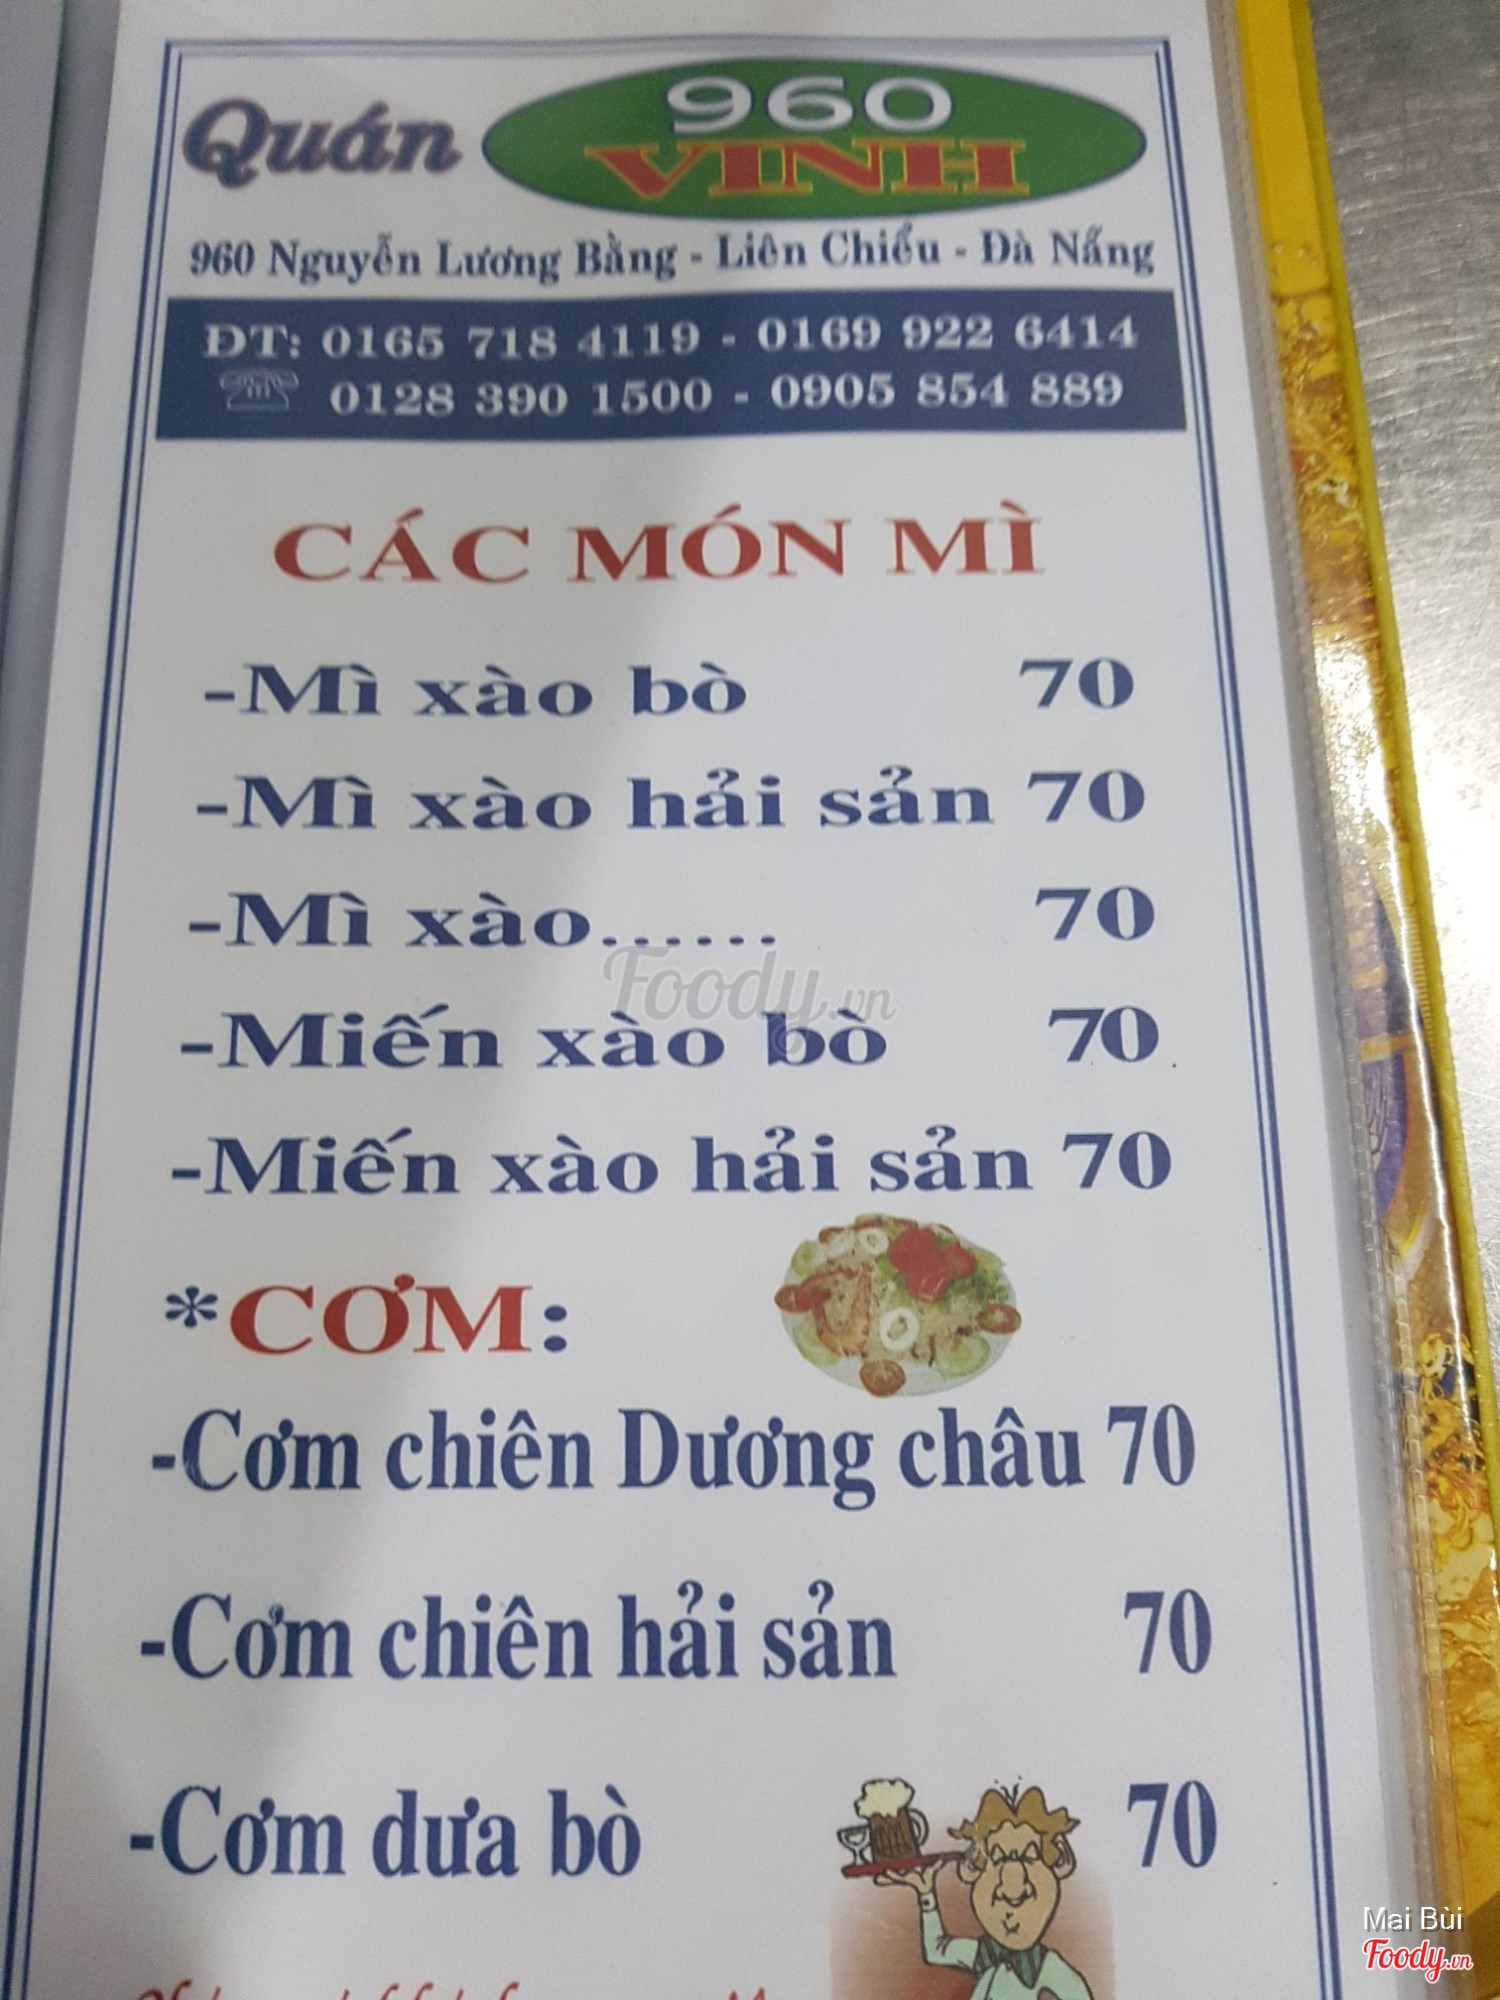 Quán 960 VINH
960 Nguyễn Lương Bằng - Liên Chiểu - Đà Nẵng
ĐT: 0165 718 4119 - 0169 922 6414
☏ 0128 390 1500 - 0905 854 889
CÁC MÓN MÌ
-Mì xào bò 70
-Mì xào hải sản 70
-Mì xào...... 70
Foody.vn
-Miến xào bò 70
-Miến xào hải sản 70
*CƠM:
-Cơm chiên Dương châu 70
-Cơm chiên hải sản 70
-Cơm dưa bò 70
Mai Bùi
Foody.vn